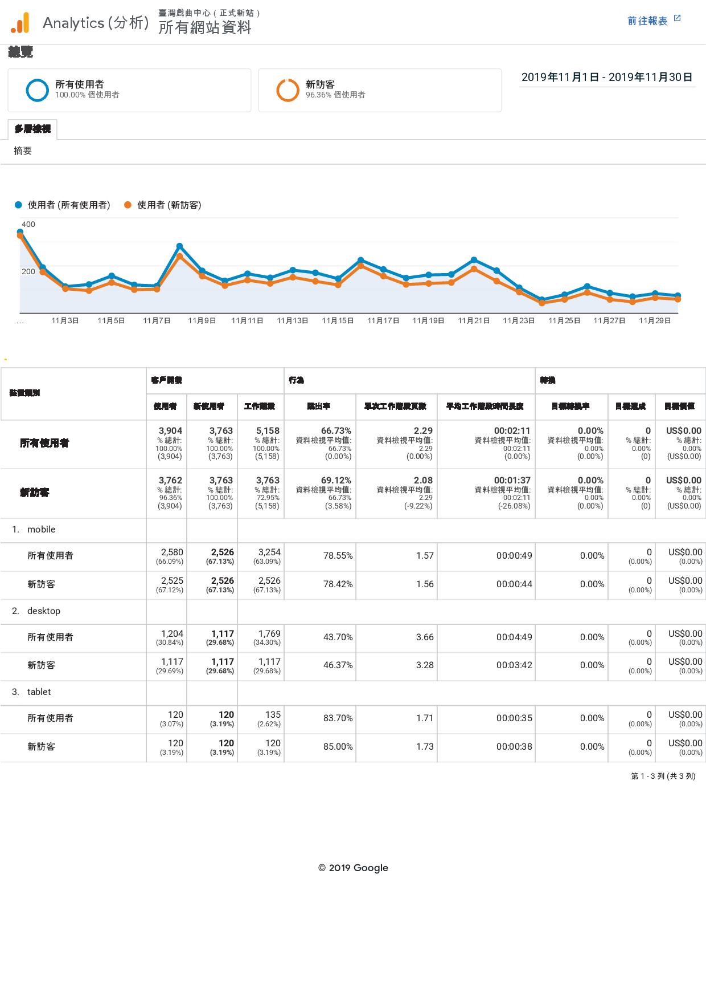 Analytics (分析)
臺灣戲曲中心 ( 正式新站 )
所有網站資料
前往報表
總覽
2019年11月1日 - 2019年11月30日
所有使用者
100.00% 個使用者
新訪客
96.36% 個使用者
多層檢視
摘要
使用者 (所有使用者) 使用者 (新訪客)
400
200
... 11月3日 11月5日 11月7日 11月9日 11月11日 11月13日 11月15日 11月17日 11月19日 11月21日 11月23日 11月25日 11月27日 11月29日
裝置類別 客戶開發 行為 轉換
使用者 新使用者 工作階段 跳出率 單次工作階段頁數 平均工作階段時間長度 目標轉換率 目標達成 目標價值
所有使用者
3,904 3,763 5,158 66.73% 2.29 00:02:11 0.00% 0 US$0.00
% 總計: % 總計: % 總計: 資料檢視平均值: 資料檢視平均值: 資料檢視平均值: 資料檢視平均值: % 總計: % 總計:
100.00% 100.00% 100.00% 66.73% 2.29 00:02:11 0.00% 0.00% 0.00%
(3,904) (3,763) (5,158) (0.00%) (0.00%) (0.00%) (0.00%) (0) (US$0.00)
新訪客
3,762 3,763 3,763 69.12% 2.08 00:01:37 0.00% 0 US$0.00
% 總計: % 總計: % 總計: 資料檢視平均值: 資料檢視平均值: 資料檢視平均值: 資料檢視平均值: % 總計: % 總計:
96.36% 100.00% 72.95% 66.73% 2.29 00:02:11 0.00% 0.00% 0.00%
(3,904) (3,763) (5,158) (3.58%) (-9.22%) (-26.08%) (0.00%) (0) (US$0.00)
1. mobile
所有使用者 2,580 2,526 3,254 78.55% 1.57 00:00:49 0.00% 0 US$0.00
(66.09%) (67.13%) (63.09%) (0.00%) (0.00%)
新訪客 2,525 2,526 2,526 78.42% 1.56 00:00:44 0.00% 0 US$0.00
(67.12%) (67.13%) (67.13%) (0.00%) (0.00%)
2. desktop
所有使用者 1,204 1,117 1,769 43.70% 3.66 00:04:49 0.00% 0 US$0.00
(30.84%) (29.68%) (34.30%) (0.00%) (0.00%)
新訪客 1,117 1,117 1,117 46.37% 3.28 00:03:42 0.00% 0 US$0.00
(29.69%) (29.68%) (29.68%) (0.00%) (0.00%)
3. tablet
所有使用者 120 120 135 83.70% 1.71 00:00:35 0.00% 0 US$0.00
(3.07%) (3.19%) (2.62%) (0.00%) (0.00%)
新訪客 120 120 120 85.00% 1.73 00:00:38 0.00% 0 US$0.00
(3.19%) (3.19%) (3.19%) (0.00%) (0.00%)
第 1 - 3 列 (共 3 列)
© 2019 Google